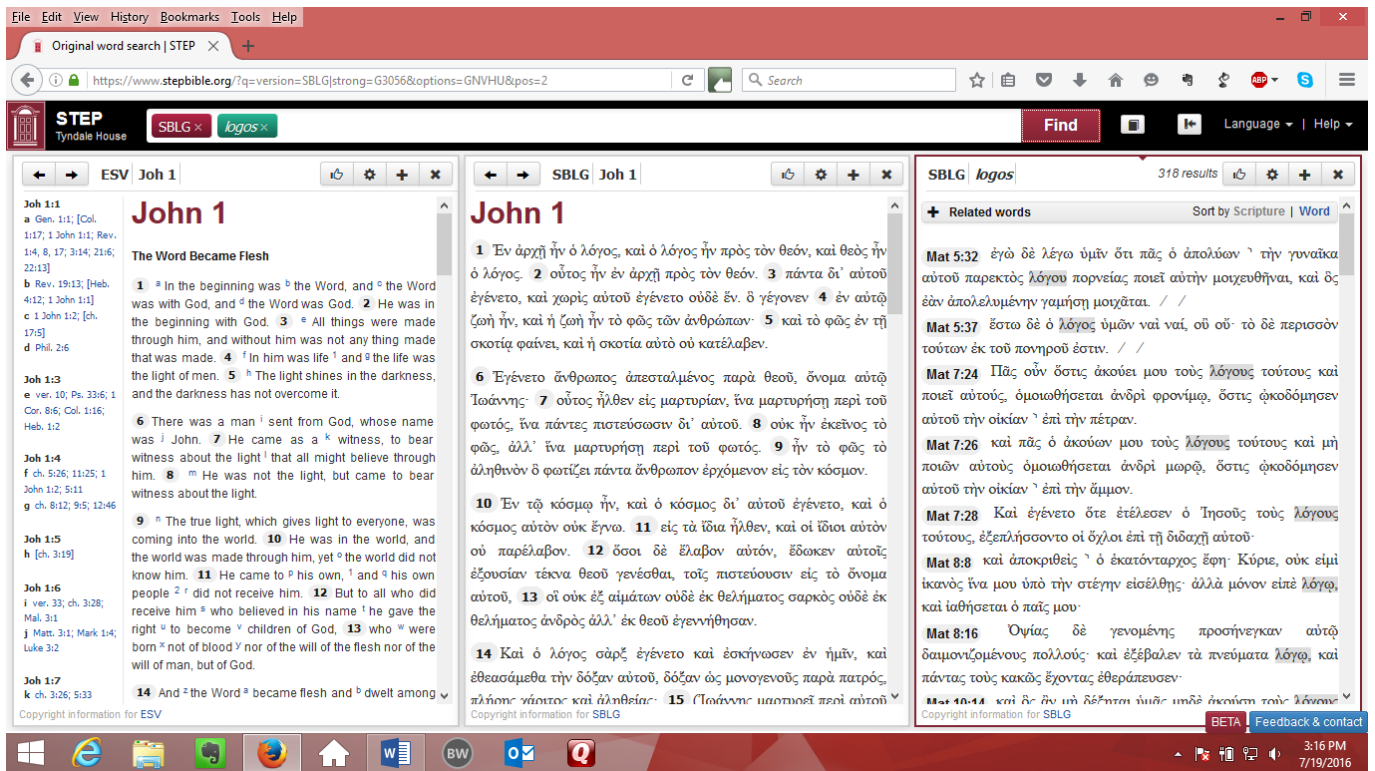 File Edit View History Bookmarks Tools Help
Original word search | STEP
https://www.stepbible.org/?q=version=SBLG|strong=G3056&options=GNVHU&pos=2
Search
ABP
STEP
Tyndale House
SBLG ×
logos ×
Find
Language
| Help
ESV Joh 1
Joh 1:1
a Gen. 1:1; [Col.
1:17; 1 John 1:1; Rev.
1:4, 8, 17; 3:14; 21:6;
22:13]
b Rev. 19:13; [Heb.
4:12; 1 John 1:1]
c 1 John 1:2; [ch.
17:5]
d Phil. 2:6
Joh 1:3
e ver. 10; Ps. 33:6; 1
Cor. 8:6; Col. 1:16;
Heb. 1:2
Joh 1:4
f ch. 5:26; 11:25; 1
John 1:2; 5:11
g ch. 8:12; 9:5; 12:46
Joh 1:5
h [ch. 3:19]
Joh 1:6
i ver. 33; ch. 3:28;
Mal. 3:1
j Matt. 3:1; Mark 1:4;
Luke 3:2
Joh 1:7
k ch. 3:26; 5:33
John 1
The Word Became Flesh
1 a In the beginning was b the Word, and c the Word
was with God, and d the Word was God. 2 He was in
the beginning with God. 3 e All things were made
through him, and without him was not any thing made
that was made. 4 f In him was life 1 and g the life was
the light of men. 5 h The light shines in the darkness,
and the darkness has not overcome it.
6 There was a man i sent from God, whose name
was j John. 7 He came as a k witness, to bear
witness about the light l that all might believe through
him. 8 m He was not the light, but came to bear
witness about the light.
9 n The true light, which gives light to everyone, was
coming into the world. 10 He was in the world, and
the world was made through him, yet o the world did not
know him. 11 He came to p his own, 1 and q his own
people 2 r did not receive him. 12 But to all who did
receive him s who believed in his name t he gave the
right u to become v children of God, 13 who w were
born x not of blood y nor of the will of the flesh nor of the
will of man, but of God.
14 And z the Word a became flesh and b dwelt among
Copyright information for ESV
SBLG Joh 1
John 1
1 Ἐν ἀρχῇ ἦν ὁ λόγος, καὶ ὁ λόγος ἦν πρὸς τὸν θεόν, καὶ θεὸς ἦν
ὁ λόγος. 2 οὗτος ἦν ἐν ἀρχῇ πρὸς τὸν θεόν. 3 πάντα δι’ αὐτοῦ
ἐγένετο, καὶ χωρὶς αὐτοῦ ἐγένετο οὐδὲ ἕν. ὃ γέγονεν 4 ἐν αὐτῷ
ζωὴ ἦν, καὶ ἡ ζωὴ ἦν τὸ φῶς τῶν ἀνθρώπων· 5 καὶ τὸ φῶς ἐν τῇ
σκοτίᾳ φαίνει, καὶ ἡ σκοτία αὐτὸ οὐ κατέλαβεν.
6 Ἐγένετο ἄνθρωπος ἀπεσταλμένος παρὰ θεοῦ, ὄνομα αὐτῷ
Ἰωάννης· 7 οὗτος ἦλθεν εἰς μαρτυρίαν, ἵνα μαρτυρήσῃ περὶ τοῦ
φωτός, ἵνα πάντες πιστεύσωσιν δι’ αὐτοῦ. 8 οὐκ ἦν ἐκεῖνος τὸ
φῶς, ἀλλ’ ἵνα μαρτυρήσῃ περὶ τοῦ φωτός. 9 ἦν τὸ φῶς τὸ
ἀληθινὸν ὃ φωτίζει πάντα ἄνθρωπον ἐρχόμενον εἰς τὸν κόσμον.
10 Ἐν τῷ κόσμῳ ἦν, καὶ ὁ κόσμος δι’ αὐτοῦ ἐγένετο, καὶ ὁ
κόσμος αὐτὸν οὐκ ἔγνω. 11 εἰς τὰ ἴδια ἦλθεν, καὶ οἱ ἴδιοι αὐτὸν
οὐ παρέλαβον. 12 ὅσοι δὲ ἔλαβον αὐτόν, ἔδωκεν αὐτοῖς
ἐξουσίαν τέκνα θεοῦ γενέσθαι, τοῖς πιστεύουσιν εἰς τὸ ὄνομα
αὐτοῦ, 13 οἳ οὐκ ἐξ αἱμάτων οὐδὲ ἐκ θελήματος σαρκὸς οὐδὲ ἐκ
θελήματος ἀνδρὸς ἀλλ’ ἐκ θεοῦ ἐγεννήθησαν.
14 Καὶ ὁ λόγος σὰρξ ἐγένετο καὶ ἐσκήνωσεν ἐν ἡμῖν, καὶ
ἐθεασάμεθα τὴν δόξαν αὐτοῦ, δόξαν ὡς μονογενοῦς παρὰ πατρός,
πλήρης χάριτος καὶ ἀληθείας· 15 (Ἰωάννης μαρτυρεῖ περὶ αὐτοῦ
Copyright information for SBLG
SBLG logos
318 results
Related words
Sort by Scripture | Word
Mat 5:32 ἐγὼ δὲ λέγω ὑμῖν ὅτι πᾶς ὁ ἀπολύων ⸃ τὴν γυναῖκα
αὐτοῦ παρεκτὸς λόγου πορνείας ποιεῖ αὐτὴν μοιχευθῆναι, καὶ ὃς
ἐὰν ἀπολελυμένην γαμήσῃ μοιχᾶται. / /
Mat 5:37 ἔστω δὲ ὁ λόγος ὑμῶν ναὶ ναί, οὒ οὔ· τὸ δὲ περισσὸν
τούτων ἐκ τοῦ πονηροῦ ἐστιν. / /
Mat 7:24 Πᾶς οὖν ὅστις ἀκούει μου τοὺς λόγους τούτους καὶ
ποιεῖ αὐτούς, ὁμοιωθήσεται ἀνδρὶ φρονίμῳ, ὅστις ᾠκοδόμησεν
αὐτοῦ τὴν οἰκίαν ⸃ ἐπὶ τὴν πέτραν.
Mat 7:26 καὶ πᾶς ὁ ἀκούων μου τοὺς λόγους τούτους καὶ μὴ
ποιῶν αὐτοὺς ὁμοιωθήσεται ἀνδρὶ μωρῷ, ὅστις ᾠκοδόμησεν
αὐτοῦ τὴν οἰκίαν ⸃ ἐπὶ τὴν ἄμμον.
Mat 7:28 Καὶ ἐγένετο ὅτε ἐτέλεσεν ὁ Ἰησοῦς τοὺς λόγους
τούτους, ἐξεπλήσσοντο οἱ ὄχλοι ἐπὶ τῇ διδαχῇ αὐτοῦ·
Mat 8:8 καὶ ἀποκριθεὶς ⸃ ὁ ἑκατόνταρχος ἔφη· Κύριε, οὐκ εἰμὶ
ἱκανὸς ἵνα μου ὑπὸ τὴν στέγην εἰσέλθῃς· ἀλλὰ μόνον εἰπὲ λόγῳ,
καὶ ἰαθήσεται ὁ παῖς μου·
Mat 8:16 Ὀψίας δὲ γενομένης προσήνεγκαν αὐτῷ
δαιμονιζομένους πολλούς· καὶ ἐξέβαλεν τὰ πνεύματα λόγῳ, καὶ
πάντας τοὺς κακῶς ἔχοντας ἐθεράπευσεν·
Mat 10:14 καὶ ὃς ἂν μὴ δέξηται ὑμᾶς μηδὲ ἀκούσῃ τοὺς λόγους
Copyright information for SBLG
BETA
Feedback & contact
BW
3:16 PM
7/19/2016